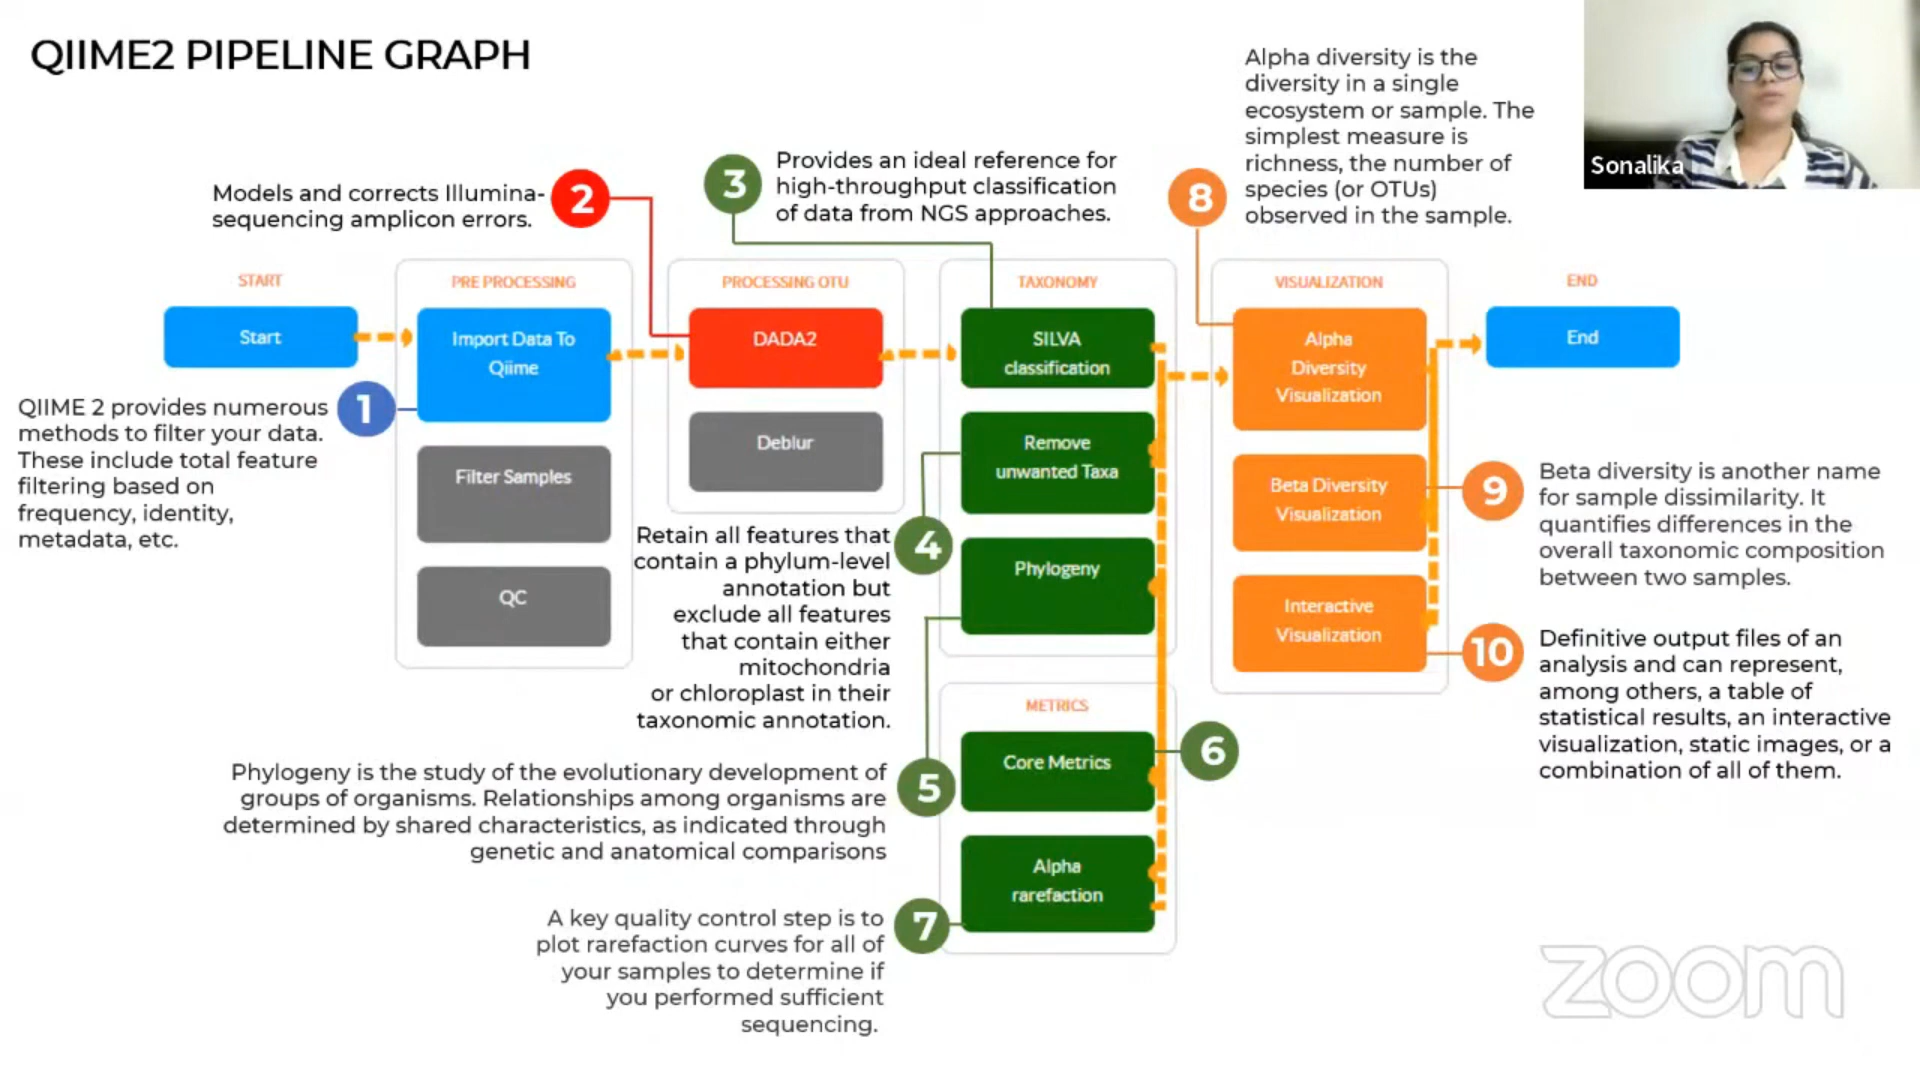 QIIME2 PIPELINE GRAPH
Alpha diversity is the
diversity in a single
ecosystem or sample. The
simplest measure is
richness, the number of
species (or OTUs)
observed in the sample.
8
Sonalika
Models and corrects Illumina-
sequencing amplicon errors.
2
3
Provides an ideal reference for
high-throughput classification
of data from NGS approaches.
START
Start
PRE PROCESSING
Import Data To
Qiime
Filter Samples
QC
PROCESSING OTU
DADA2
Deblur
TAXONOMY
SILVA
classification
Remove
unwanted Taxa
Phylogeny
VISUALIZATION
Alpha
Diversity
Visualization
Beta Diversity
Visualization
Interactive
Visualization
END
End
1
QIIME 2 provides numerous
methods to filter your data.
These include total feature
filtering based on
frequency, identity,
metadata, etc.
4
Retain all features that
contain a phylum-level
annotation but
exclude all features
that contain either
mitochondria
or chloroplast in their
taxonomic annotation.
9
Beta diversity is another name
for sample dissimilarity. It
quantifies differences in the
overall taxonomic composition
between two samples.
10
Definitive output files of an
analysis and can represent,
among others, a table of
statistical results, an interactive
visualization, static images, or a
combination of all of them.
METRICS
Core Metrics
Alpha
rarefaction
6
5
Phylogeny is the study of the evolutionary development of
groups of organisms. Relationships among organisms are
determined by shared characteristics, as indicated through
genetic and anatomical comparisons
7
A key quality control step is to
plot rarefaction curves for all of
your samples to determine if
you performed sufficient
sequencing.
zoom